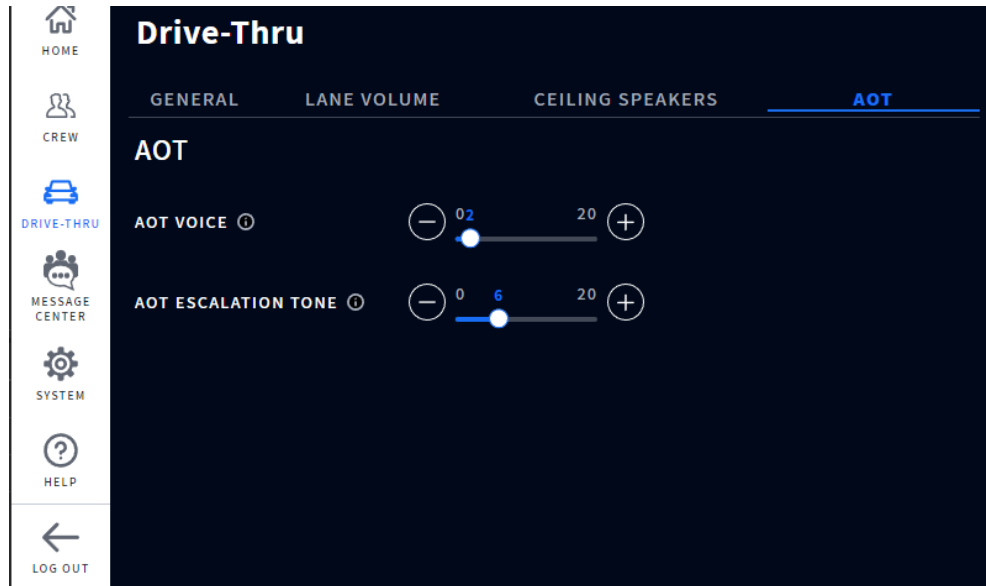 HOME
CREW
DRIVE-THRU
MESSAGE
CENTER
SYSTEM
HELP
LOG OUT
Drive-Thru
GENERAL LANE VOLUME CEILING SPEAKERS AOT
AOT
AOT VOICE 0 2 20
AOT ESCALATION TONE 0 6 20